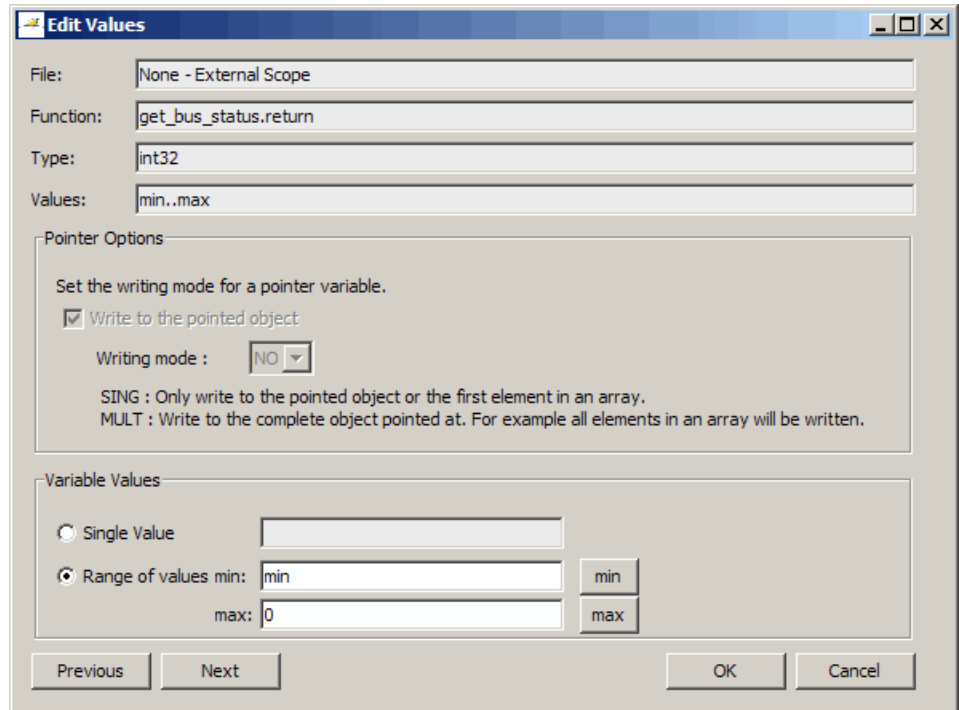 Edit Values
File: None - External Scope
Function: get_bus_status.return
Type: int32
Values: min..max
Pointer Options
Set the writing mode for a pointer variable.
Write to the pointed object
Writing mode : NO
SING : Only write to the pointed object or the first element in an array.
MULT : Write to the complete object pointed at. For example all elements in an array will be written.
Variable Values
Single Value
Range of values min: min min
max: 0 max
Previous Next OK Cancel